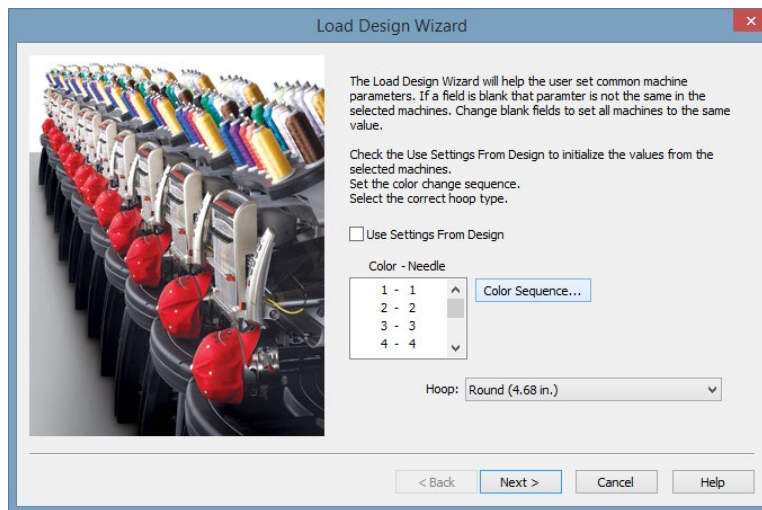 Load Design Wizard
The Load Design Wizard will help the user set common machine
parameters. If a field is blank that paramter is not the same in the
selected machines. Change blank fields to set all machines to the same
value.
Check the Use Settings From Design to initialize the values from the
selected machines.
Set the color change sequence.
Select the correct hoop type.
Use Settings From Design
Color - Needle
1 - 1
Color Sequence...
2 - 2
3 - 3
4 - 4
Hoop: Round (4.68 in.)
< Back Next > Cancel Help